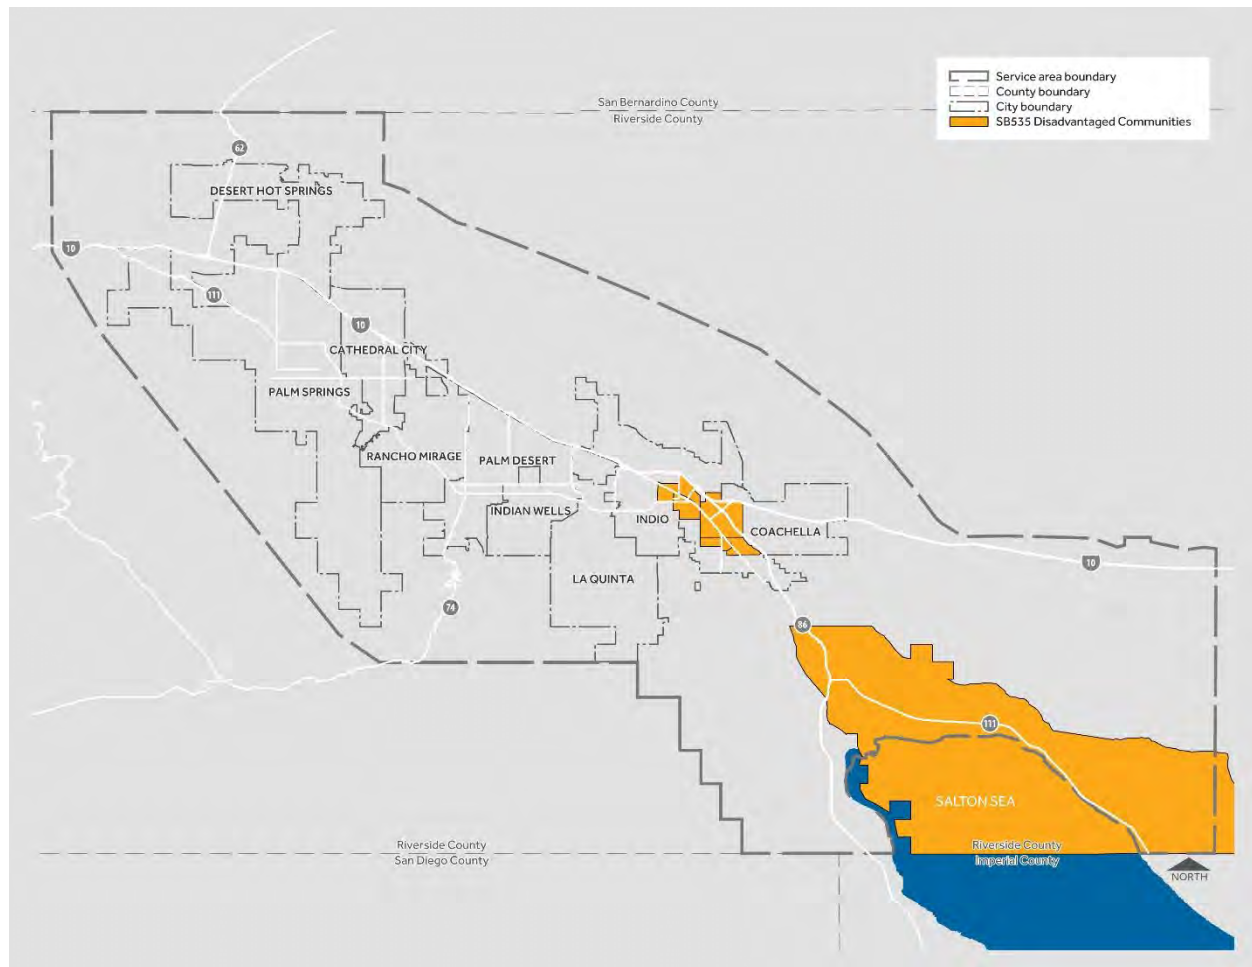 Service area boundary
County boundary
City boundary
SB535 Disadvantaged Communities
San Bernardino County
Riverside County
62
DESERT HOT SPRINGS
10
111
10
CATHEDRAL CITY
PALM SPRINGS
RANCHO MIRAGE
PALM DESERT
INDIAN WELLS
INDIO
COACHELLA
10
LA QUINTA
74
86
111
SALTON SEA
Riverside County
San Diego County
Riverside County
Imperial County
NORTH